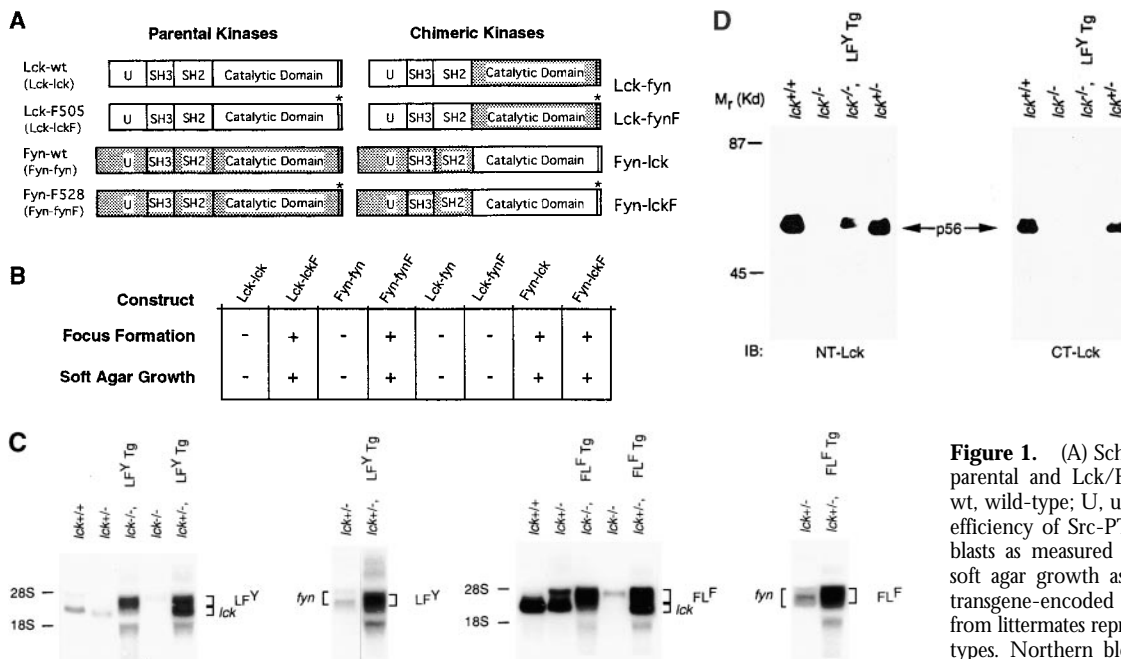 A
Parental Kinases
Chimeric Kinases
Lck-wt
(Lck-lck)
U SH3 SH2 Catalytic Domain
U SH3 SH2 Catalytic Domain
Lck-fyn
*
Lck-F505
(Lck-lckF)
U SH3 SH2 Catalytic Domain
U SH3 SH2 Catalytic Domain
Lck-fynF
Fyn-wt
(Fyn-fyn)
U SH3 SH2 Catalytic Domain
U SH3 SH2 Catalytic Domain
Fyn-lck
* *
Fyn-F528
(Fyn-fynF)
U SH3 SH2 Catalytic Domain
U SH3 SH2 Catalytic Domain
Fyn-lckF
B
Construct Lck-lck Lck-lckF Fyn-fyn Fyn-fynF Lck-fyn Lck-fynF Fyn-lck Fyn-lckF
Focus Formation - + - + - - + +
Soft Agar Growth - + - + - - + +
C
lck+/+ lck+/- lck-/-, LFY Tg lck-/- lck+/-, LFY Tg
28S
18S
LFY
lck
lck+/- lck+/-, LFY Tg
fyn
LFY
lck+/+ lck+/- lck-/-, FLF Tg lck-/- lck+/-, FLF Tg
28S
18S
FLF
lck
lck+/- lck+/-, FLF Tg
fyn
FLF
D
Mr (Kd)
lck+/+ lck-/- lck-/-, LFY Tg lck+/-
lck+/+ lck-/- lck-/-, LFY Tg lck+/-
87
p56
45
IB: NT-Lck CT-Lck
Figure 1. (A) Sch
parental and Lck/F
wt, wild-type; U, u
efficiency of Src-PT
blasts as measured
soft agar growth as
transgene-encoded
from littermates repr
types. Northern blo